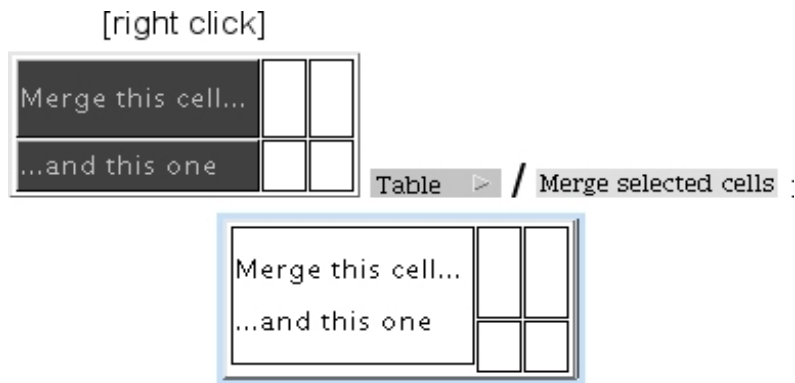 [right click]
Merge this cell...
...and this one
Table / Merge selected cells :
Merge this cell...
...and this one